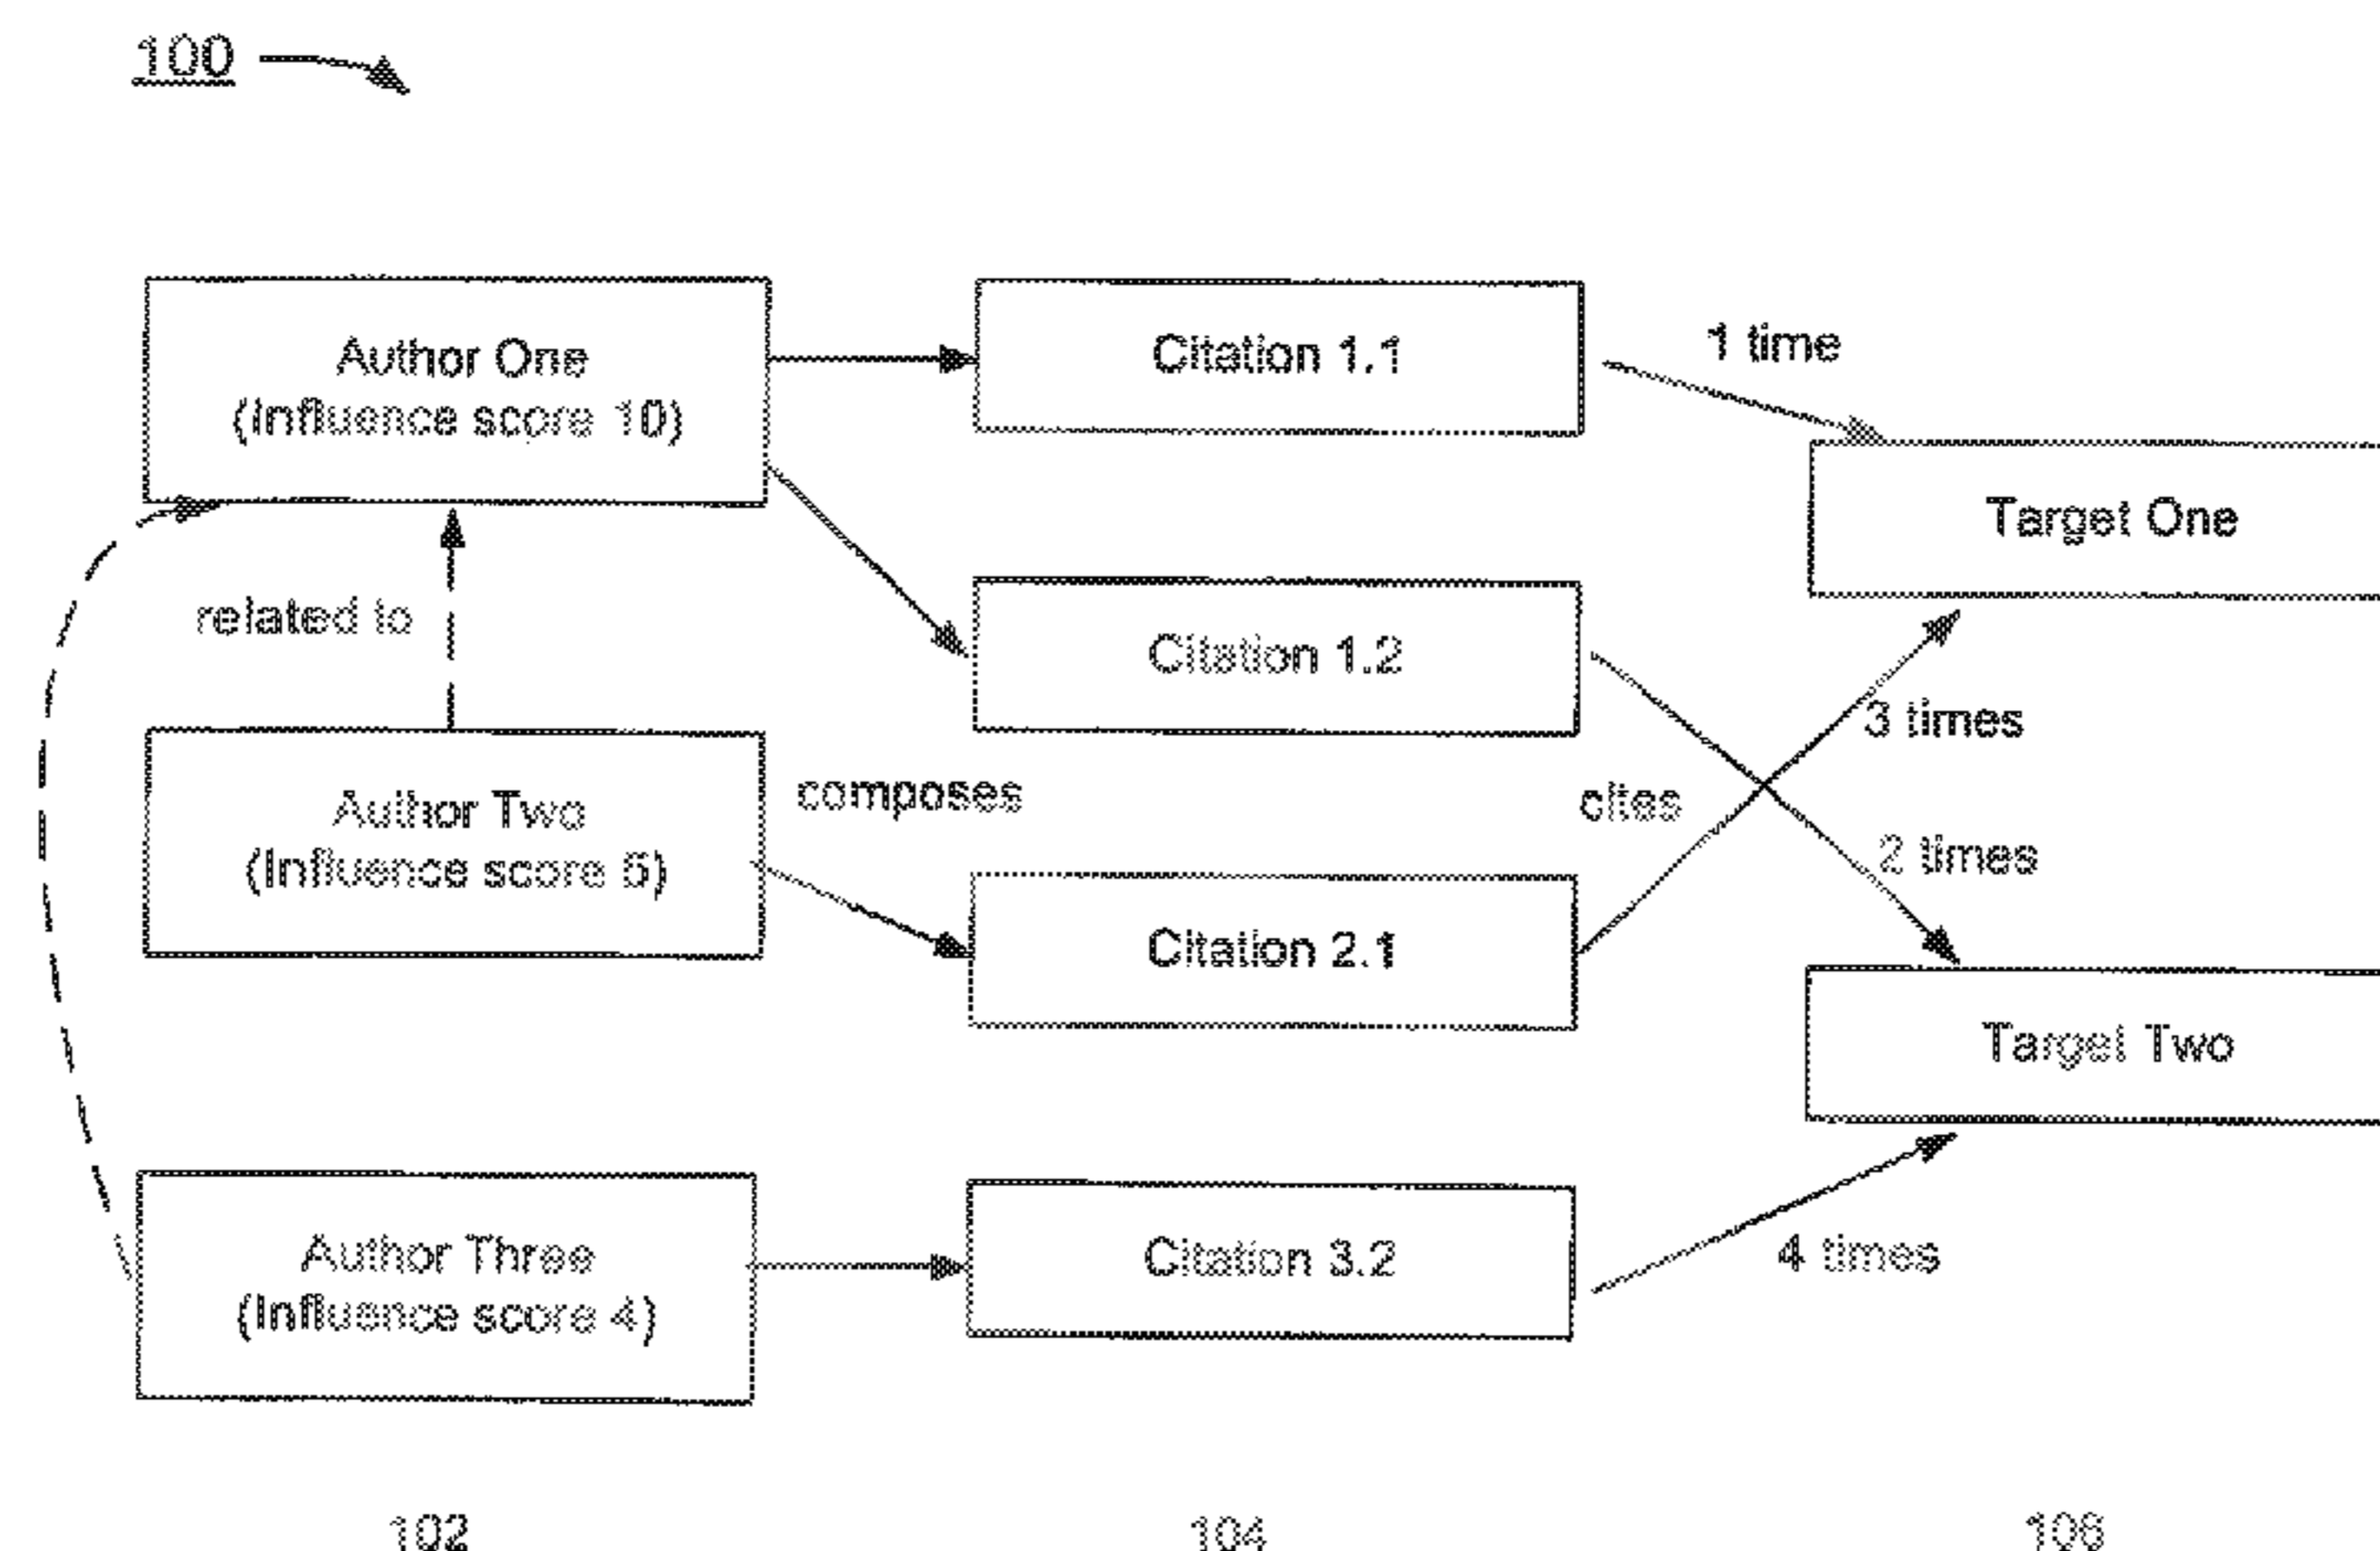 100
Author One
(Influence score 10)
Citation 1.1
1 time
Target One
related to
Citation 1.2
3 times
Author Two
(Influence score 5)
composes
cites
2 times
Citation 2.1
Target Two
Author Three
(Influence score 4)
Citation 3.2
4 times
102
104
106